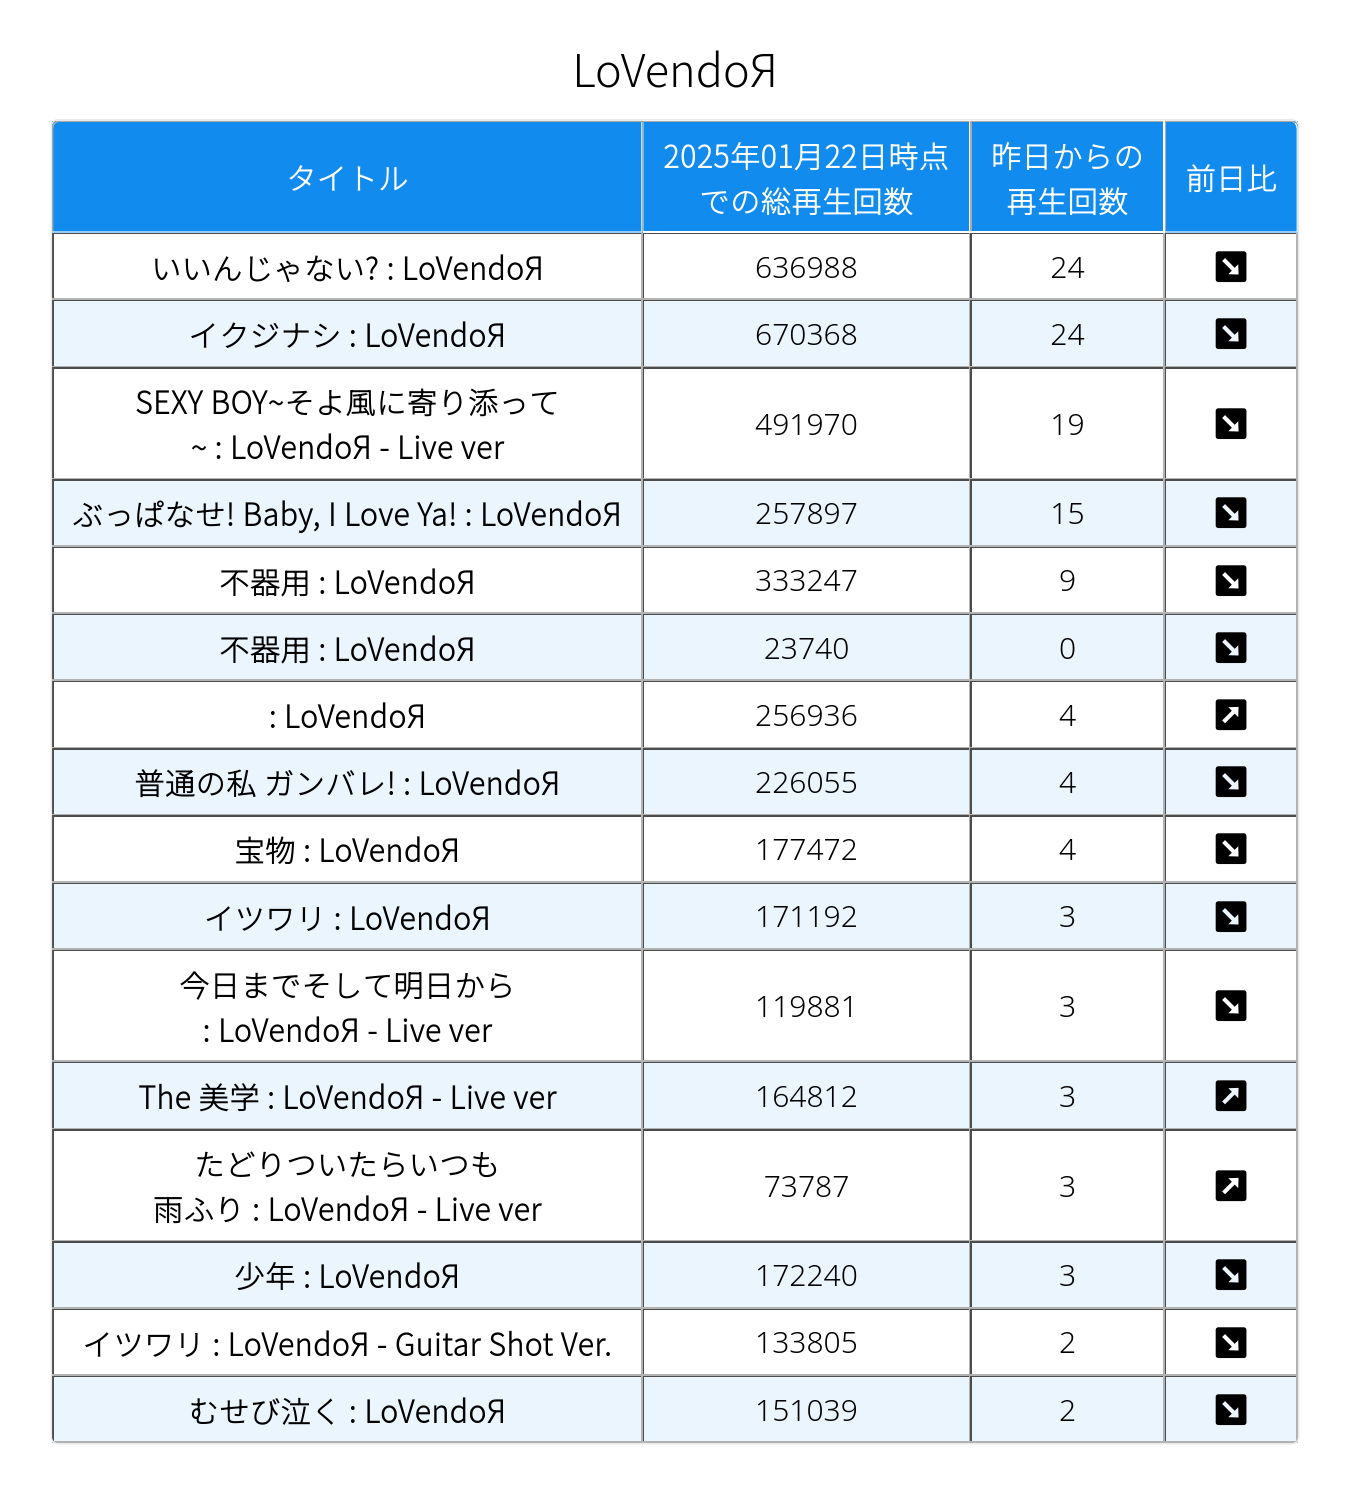 LoVendoЯ
タイトル
2025年01月22日時点
での総再生回数
昨日からの
再生回数
前日比
いいんじゃない? : LoVendoЯ
636988
24
イクジナシ : LoVendoЯ
670368
24
SEXY BOY~そよ風に寄り添って
~ : LoVendoЯ - Live ver
491970
19
ぶっぱなせ! Baby, I Love Ya! : LoVendoЯ
257897
15
不器用 : LoVendoЯ
333247
9
不器用 : LoVendoЯ
23740
0
: LoVendoЯ
256936
4
普通の私 ガンバレ! : LoVendoЯ
226055
4
宝物 : LoVendoЯ
177472
4
イツワリ : LoVendoЯ
171192
3
今日までそして明日から
: LoVendoЯ - Live ver
119881
3
The 美学 : LoVendoЯ - Live ver
164812
3
たどりついたらいつも
雨ふり : LoVendoЯ - Live ver
73787
3
少年 : LoVendoЯ
172240
3
イツワリ : LoVendoЯ - Guitar Shot Ver.
133805
2
むせび泣く : LoVendoЯ
151039
2